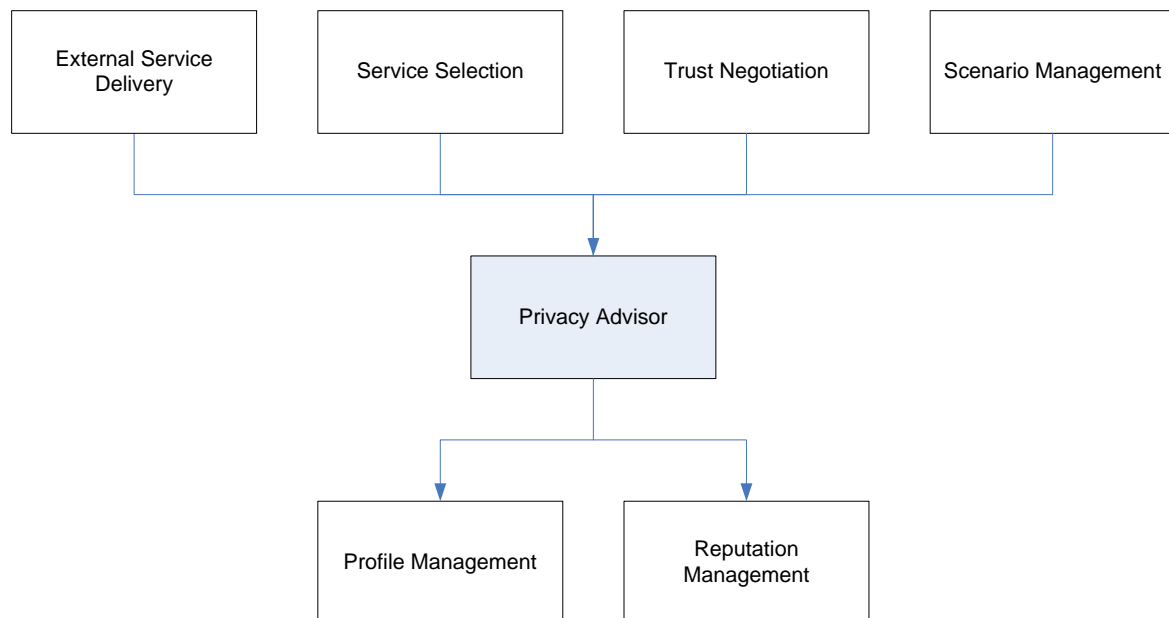 External Service
Delivery
Service Selection
Trust Negotiation
Scenario Management
Privacy Advisor
Profile Management
Reputation
Management